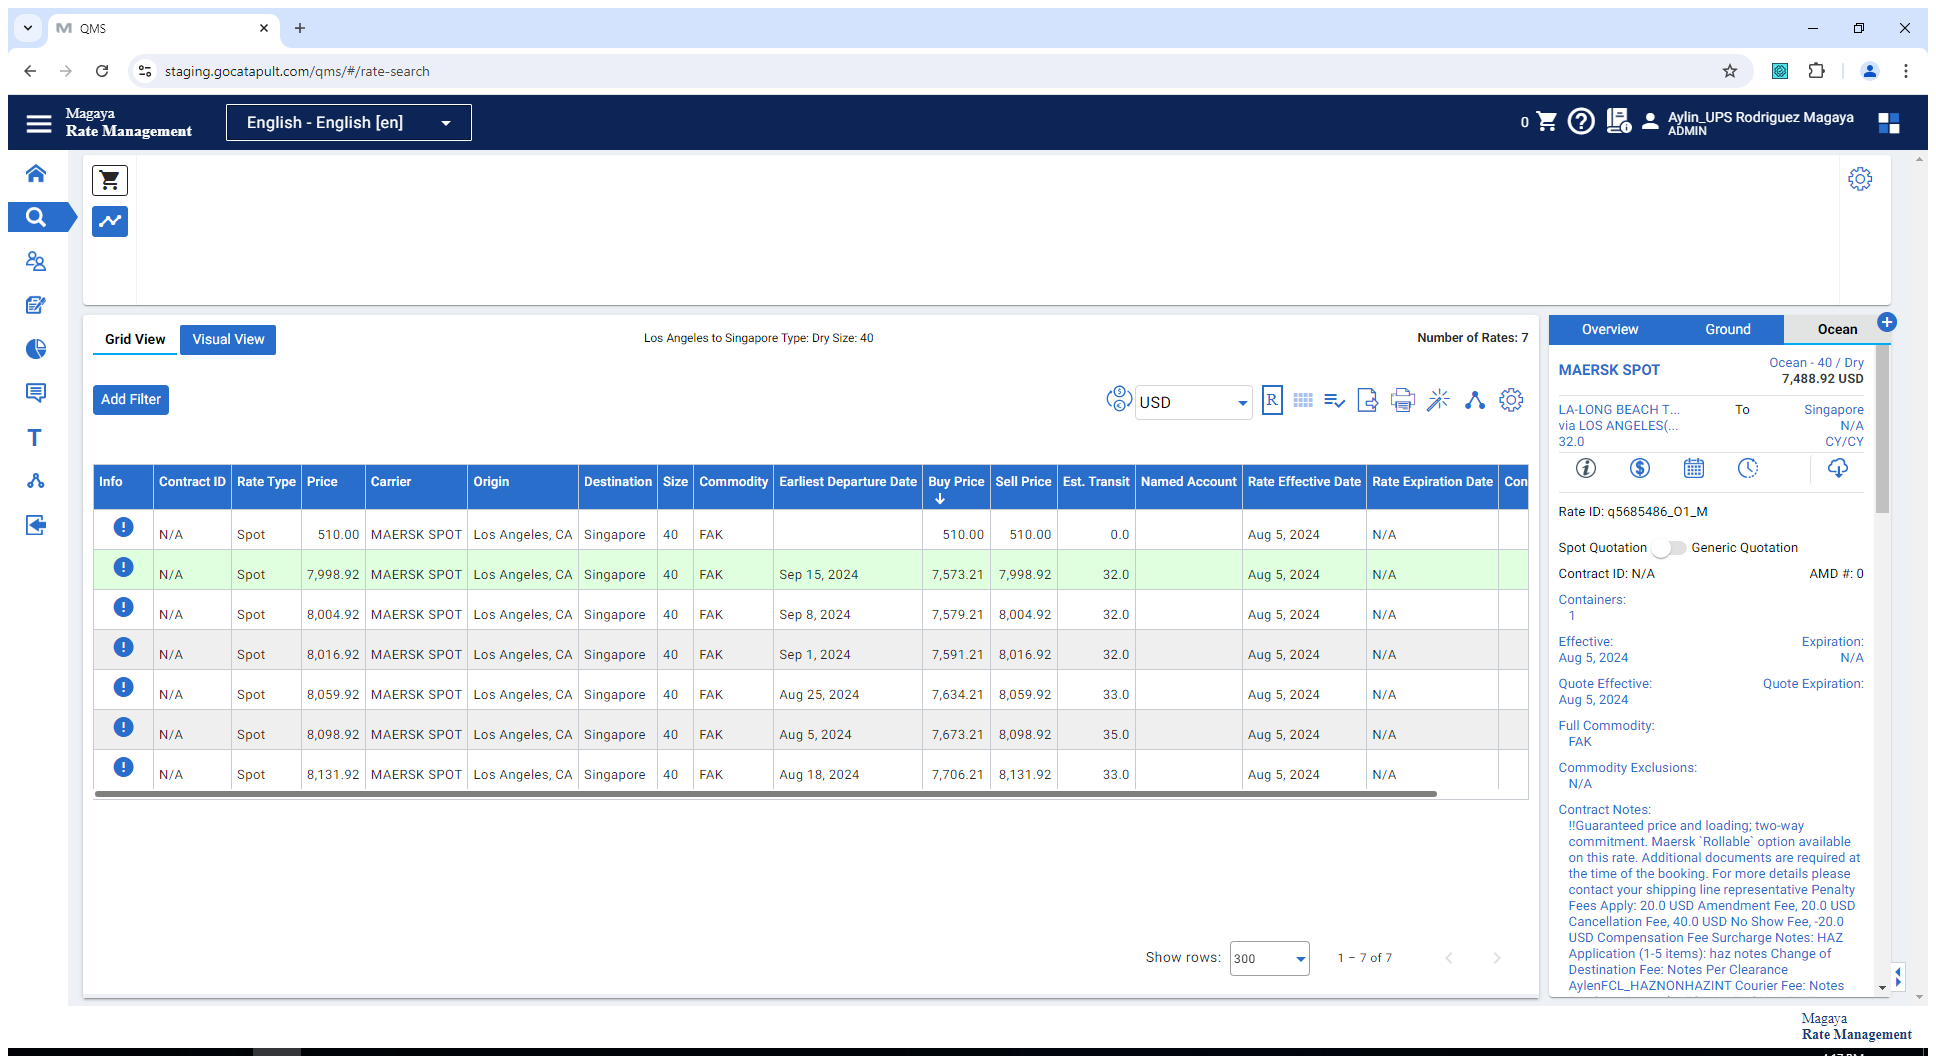 QMS
staging.gocatapult.com/qms/#/rate-search
Magaya
Rate Management
English - English [en]
0
Aylin_UPS Rodriguez Magaya
ADMIN
Grid View
Visual View
Los Angeles to Singapore Type: Dry Size: 40
Number of Rates: 7
Add Filter
USD
R
Info Contract ID Rate Type Price Carrier Origin Destination Size Commodity Earliest Departure Date Buy Price Sell Price Est. Transit Named Account Rate Effective Date Rate Expiration Date Con
N/A Spot 510.00 MAERSK SPOT Los Angeles, CA Singapore 40 FAK 510.00 510.00 0.0 Aug 5, 2024 N/A
N/A Spot 7,998.92 MAERSK SPOT Los Angeles, CA Singapore 40 FAK Sep 15, 2024 7,573.21 7,998.92 32.0 Aug 5, 2024 N/A
N/A Spot 8,004.92 MAERSK SPOT Los Angeles, CA Singapore 40 FAK Sep 8, 2024 7,579.21 8,004.92 32.0 Aug 5, 2024 N/A
N/A Spot 8,016.92 MAERSK SPOT Los Angeles, CA Singapore 40 FAK Sep 1, 2024 7,591.21 8,016.92 32.0 Aug 5, 2024 N/A
N/A Spot 8,059.92 MAERSK SPOT Los Angeles, CA Singapore 40 FAK Aug 25, 2024 7,634.21 8,059.92 33.0 Aug 5, 2024 N/A
N/A Spot 8,098.92 MAERSK SPOT Los Angeles, CA Singapore 40 FAK Aug 5, 2024 7,673.21 8,098.92 35.0 Aug 5, 2024 N/A
N/A Spot 8,131.92 MAERSK SPOT Los Angeles, CA Singapore 40 FAK Aug 18, 2024 7,706.21 8,131.92 33.0 Aug 5, 2024 N/A
Show rows: 300 1 – 7 of 7
Overview Ground Ocean
MAERSK SPOT
Ocean - 40 / Dry
7,488.92 USD
LA-LONG BEACH T... To Singapore
via LOS ANGELES(... N/A
32.0 CY/CY
Rate ID: q5685486_O1_M
Spot Quotation Generic Quotation
Contract ID: N/A AMD #: 0
Containers:
1
Effective: Expiration:
Aug 5, 2024 N/A
Quote Effective: Quote Expiration:
Aug 5, 2024
Full Commodity:
FAK
Commodity Exclusions:
N/A
Contract Notes:
!!Guaranteed price and loading; two-way
commitment. Maersk `Rollable` option available
on this rate. Additional documents are required at
the time of the booking. For more details please
contact your shipping line representative Penalty
Fees Apply: 20.0 USD Amendment Fee, 20.0 USD
Cancellation Fee, 40.0 USD No Show Fee, -20.0
USD Compensation Fee Surcharge Notes: HAZ
Application (1-5 items): haz notes Change of
Destination Fee: Notes Per Clearance
AylenFCL_HAZNONHAZINT Courier Fee: Notes
Magaya
Rate Management